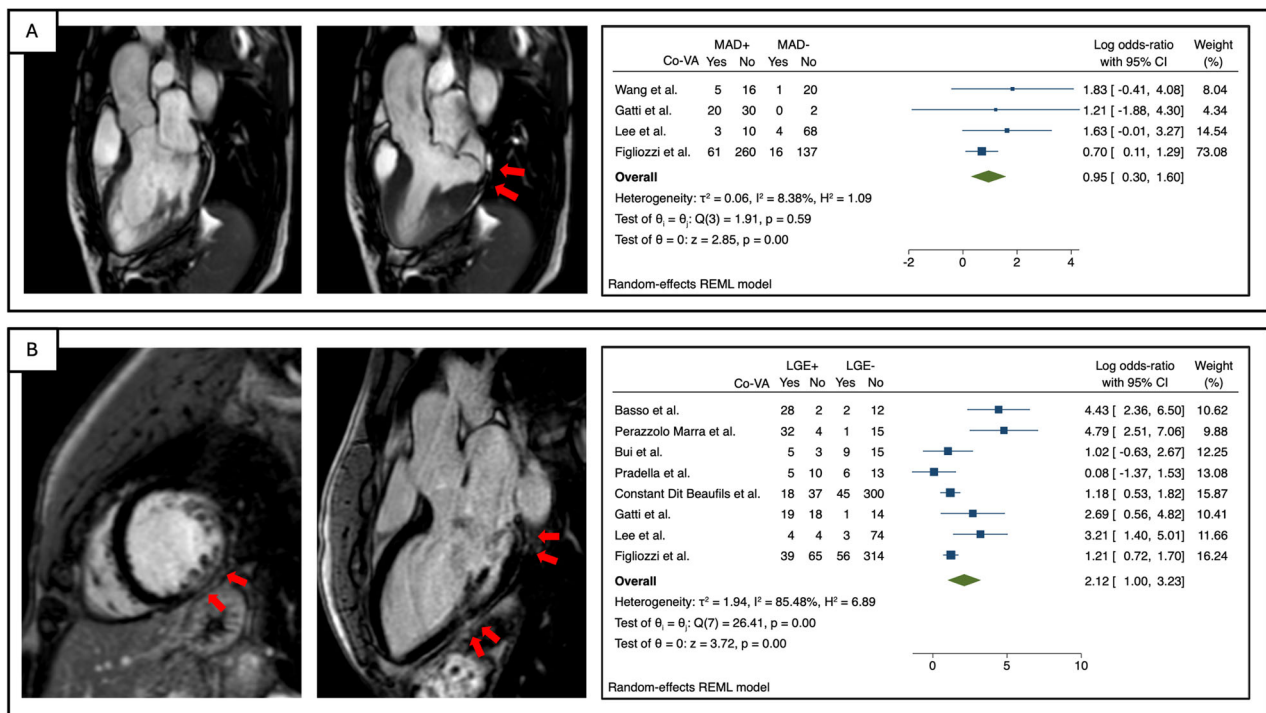 A
MAD+ MAD- Log odds-ratio Weight
Co-VA Yes No Yes No with 95% CI (%)
Wang et al. 5 16 1 20 1.83 [ -0.41, 4.08] 8.04
Gatti et al. 20 30 0 2 1.21 [ -1.88, 4.30] 4.34
Lee et al. 3 10 4 68 1.63 [ -0.01, 3.27] 14.54
Figliozzi et al. 61 260 16 137 0.70 [ 0.11, 1.29] 73.08
Overall 0.95 [ 0.30, 1.60]
Heterogeneity: τ² = 0.06, I² = 8.38%, H² = 1.09
Test of θi = θj: Q(3) = 1.91, p = 0.59
Test of θ = 0: z = 2.85, p = 0.00
-2 0 2 4
Random-effects REML model
B
LGE+ LGE- Log odds-ratio Weight
Co-VA Yes No Yes No with 95% CI (%)
Basso et al. 28 2 2 12 4.43 [ 2.36, 6.50] 10.62
Perazzolo Marra et al. 32 4 1 15 4.79 [ 2.51, 7.06] 9.88
Bui et al. 5 3 9 15 1.02 [ -0.63, 2.67] 12.25
Pradella et al. 5 10 6 13 0.08 [ -1.37, 1.53] 13.08
Constant Dit Beaufils et al. 18 37 45 300 1.18 [ 0.53, 1.82] 15.87
Gatti et al. 19 18 1 14 2.69 [ 0.56, 4.82] 10.41
Lee et al. 4 4 3 74 3.21 [ 1.40, 5.01] 11.66
Figliozzi et al. 39 65 56 314 1.21 [ 0.72, 1.70] 16.24
Overall 2.12 [ 1.00, 3.23]
Heterogeneity: τ² = 1.94, I² = 85.48%, H² = 6.89
Test of θi = θj: Q(7) = 26.41, p = 0.00
Test of θ = 0: z = 3.72, p = 0.00
0 5 10
Random-effects REML model